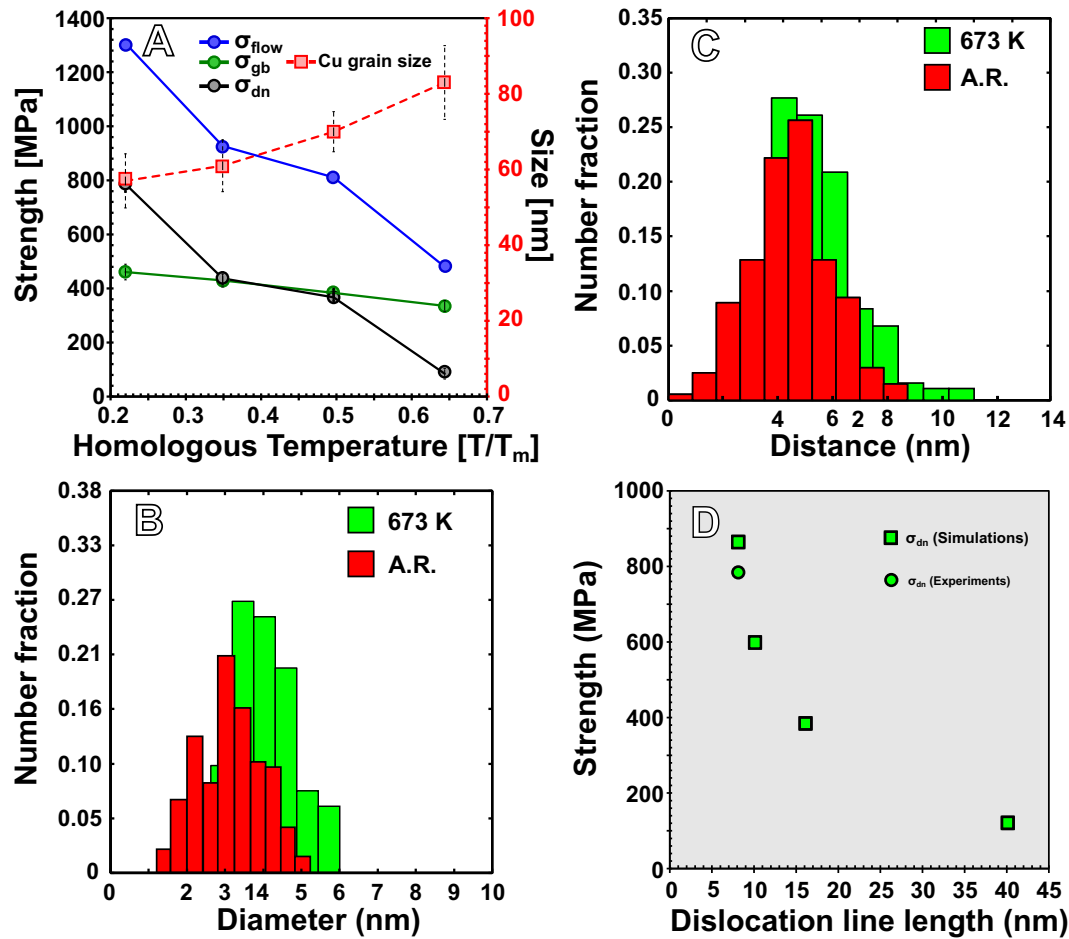 A
σflow
σgb
σdn
Cu grain size
1400
1200
1000
800
600
400
200
0
Strength [MPa]
100
80
60
40
20
0
Size [nm]
0.2 0.3 0.4 0.5 0.6 0.7
Homologous Temperature [T/Tm]
C
673 K
A.R.
0.35
0.30
0.25
0.20
0.15
0.10
0.05
0
Number fraction
0 4 6 2 8 10 12 14
Distance (nm)
B
673 K
A.R.
0.38
0.33
0.27
0.21
0.16
0.10
0.05
0
Number fraction
0 2 3 14 5 6 7 8 9 10
Diameter (nm)
D
σdn (Simulations)
σdn (Experiments)
1000
800
600
400
200
0
Strength (MPa)
0 5 10 15 20 25 30 35 40 45
Dislocation line length (nm)